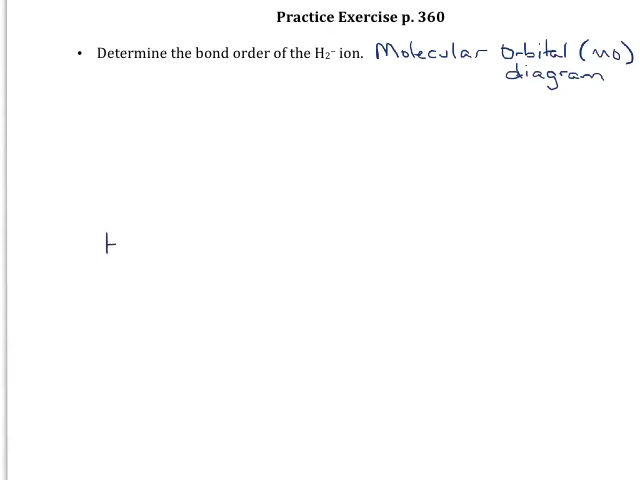 Practice Exercise p. 360
• Determine the bond order of the H₂⁻ ion. Molecular Orbital (MO)
diagram